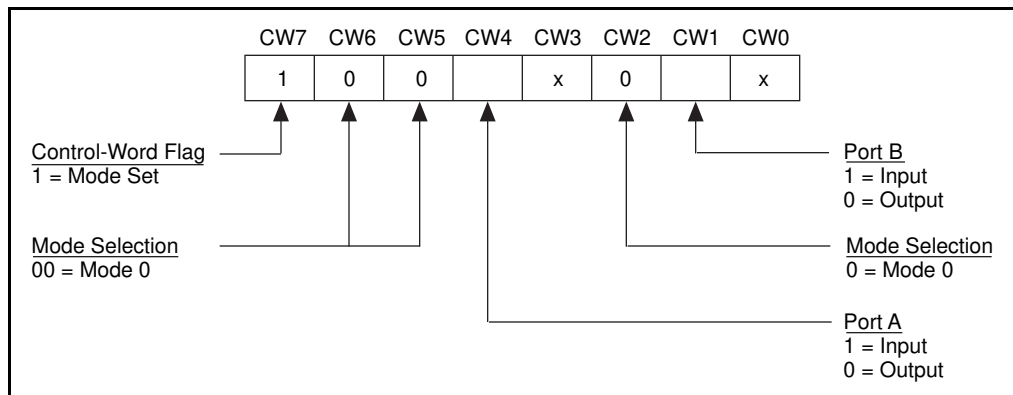 CW7 CW6 CW5 CW4 CW3 CW2 CW1 CW0
1 0 0 x 0 x
Control-Word Flag
1 = Mode Set
Mode Selection
00 = Mode 0
Port B
1 = Input
0 = Output
Mode Selection
0 = Mode 0
Port A
1 = Input
0 = Output